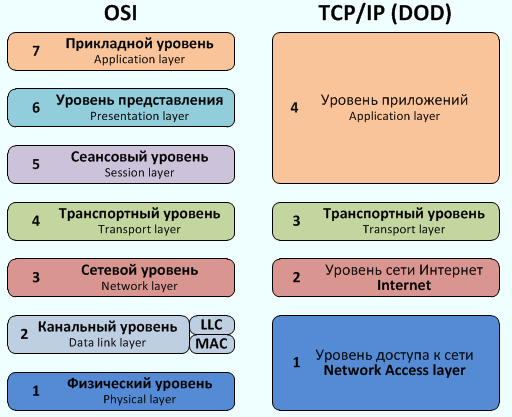 OSI
7
Прикладной уровень
Application layer
6
Уровень представления
Presentation layer
5
Сеансовый уровень
Session layer
4
Транспортный уровень
Transport layer
3
Сетевой уровень
Network layer
2
Канальный уровень
Data link layer
LLC
MAC
1
Физический уровень
Physical layer
TCP/IP (DOD)
4
Уровень приложений
Application layer
3
Транспортный уровень
Transport layer
2
Уровень сети Интернет
Internet
1
Уровень доступа к сети
Network Access layer